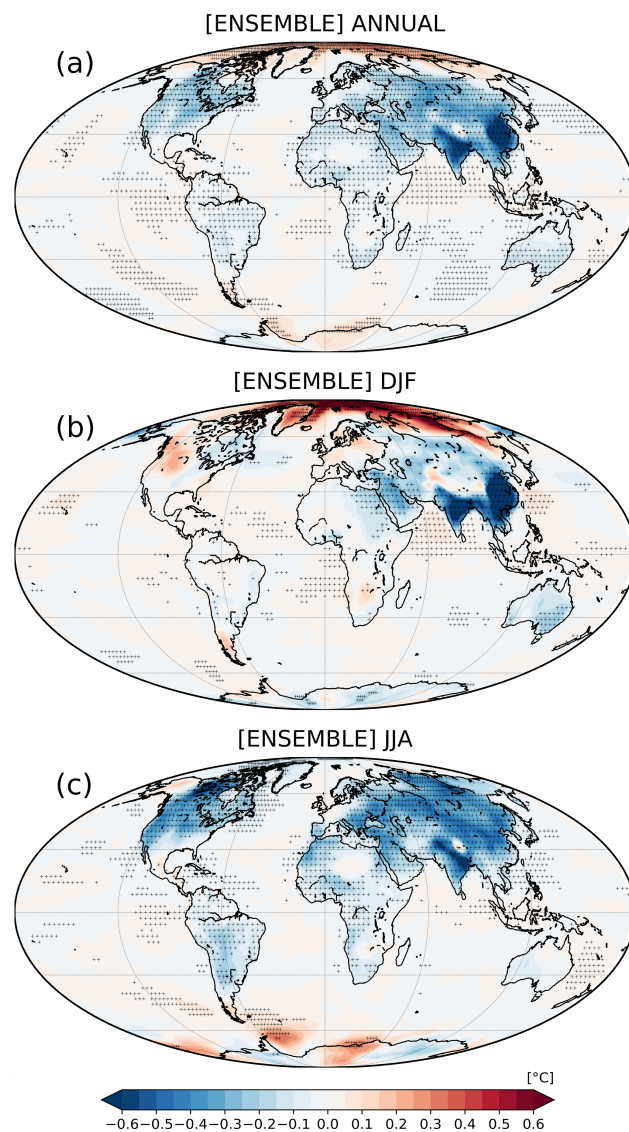 [ENSEMBLE] ANNUAL
(a)
[ENSEMBLE] DJF
(b)
[ENSEMBLE] JJA
(c)
[°C]
−0.6 −0.5 −0.4 −0.3 −0.2 −0.1 0.0 0.1 0.2 0.3 0.4 0.5 0.6